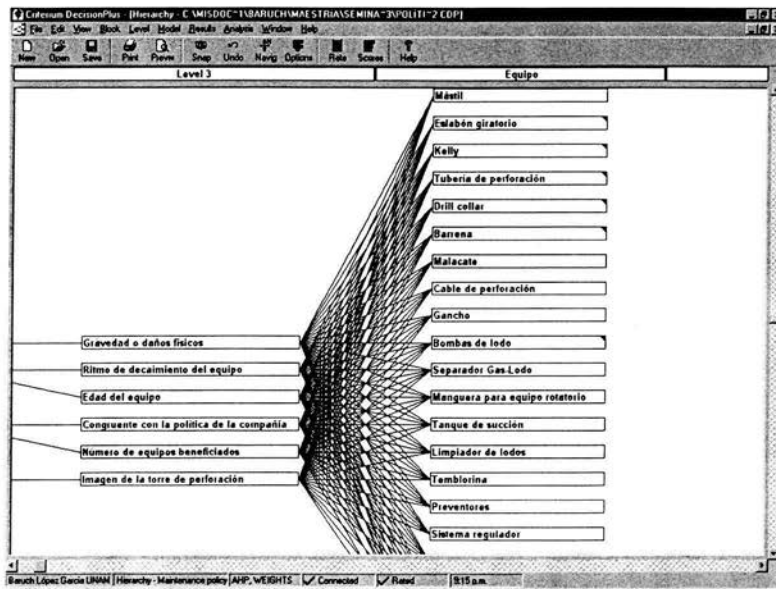 Criterium DecisionPlus - [Hierarchy - C:\MISDOC~1\BARUCH\MAESTRIA\SEMINA~3\POLITI~2.CDP]
File Edit View Block Level Model Results Analysis Window Help
New Open Save Print Preview Snap Undo Navig Options Rate Scores Help
Level 3 Equipo
Mástil
Eslabón giratorio
Kelly
Tubería de perforación
Drill collar
Barrena
Malacate
Cable de perforación
Gancho
Gravedad o daños físicos
Bombas de lodo
Ritmo de decaimiento del equipo
Separador Gas-Lodo
Edad del equipo
Manguera para equipo rotatorio
Congruente con la política de la compañía
Tanque de succión
Número de equipos beneficiados
Limpiador de lodos
Imagen de la torre de perforación
Temblorina
Preventores
Sistema regulador
Baruch López García UNAM Hierarchy - Maintenance policy AHP, WEIGHTS Connected Rated 9:15 p.m.